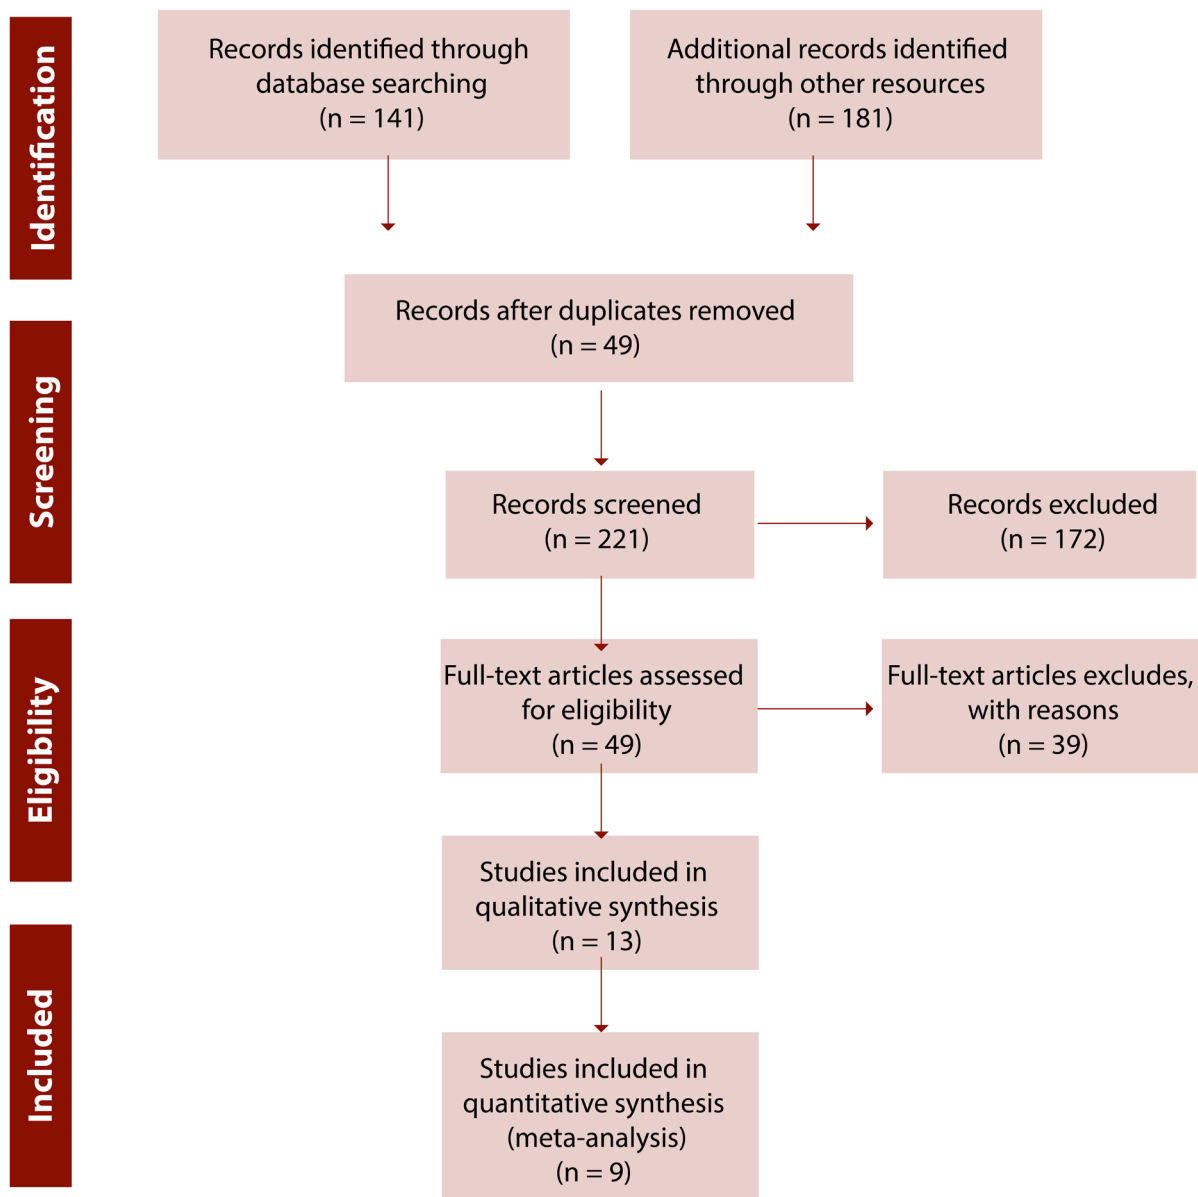 Identification
Records identified through
database searching
(n = 141)
Additional records identified
through other resources
(n = 181)
Records after duplicates removed
(n = 49)
Screening
Records screened
(n = 221)
Records excluded
(n = 172)
Eligibility
Full-text articles assessed
for eligibility
(n = 49)
Full-text articles excludes,
with reasons
(n = 39)
Studies included in
qualitative synthesis
(n = 13)
Included
Studies included in
quantitative synthesis
(meta-analysis)
(n = 9)